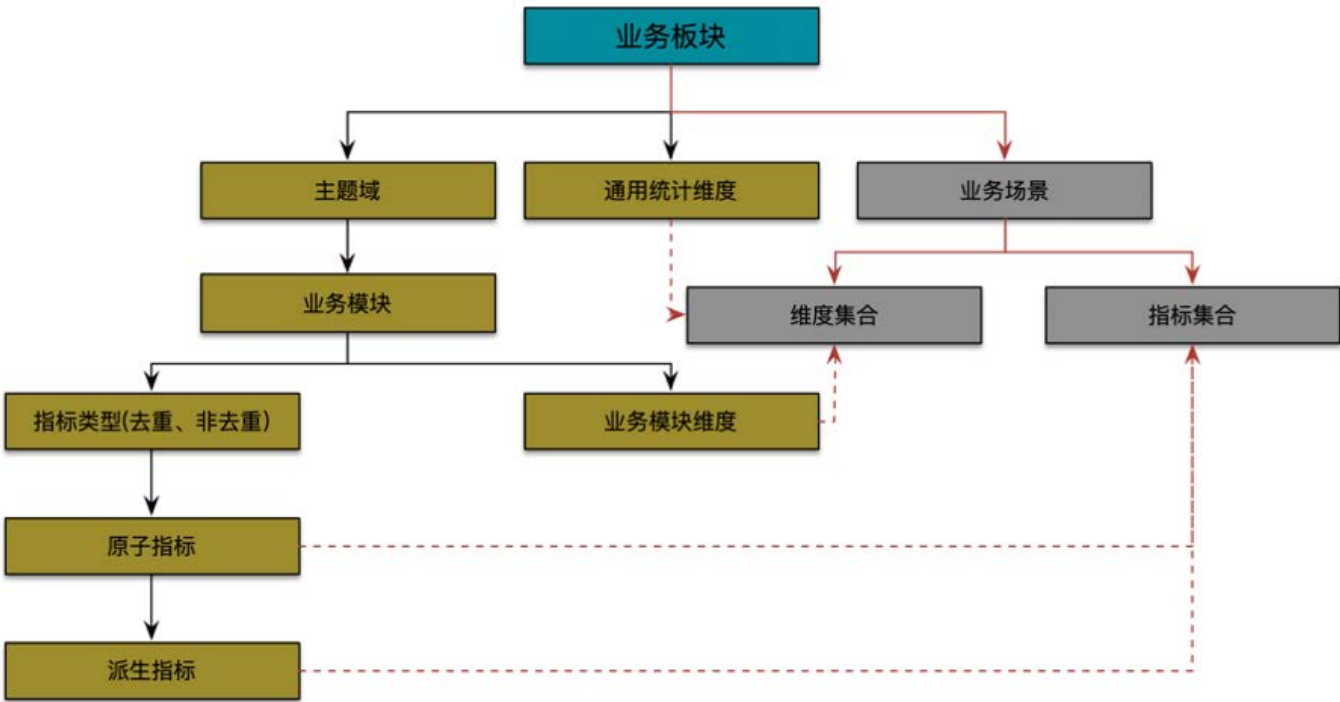 业务板块
主题域
通用统计维度
业务场景
业务模块
维度集合
指标集合
指标类型(去重、非去重)
业务模块维度
原子指标
派生指标